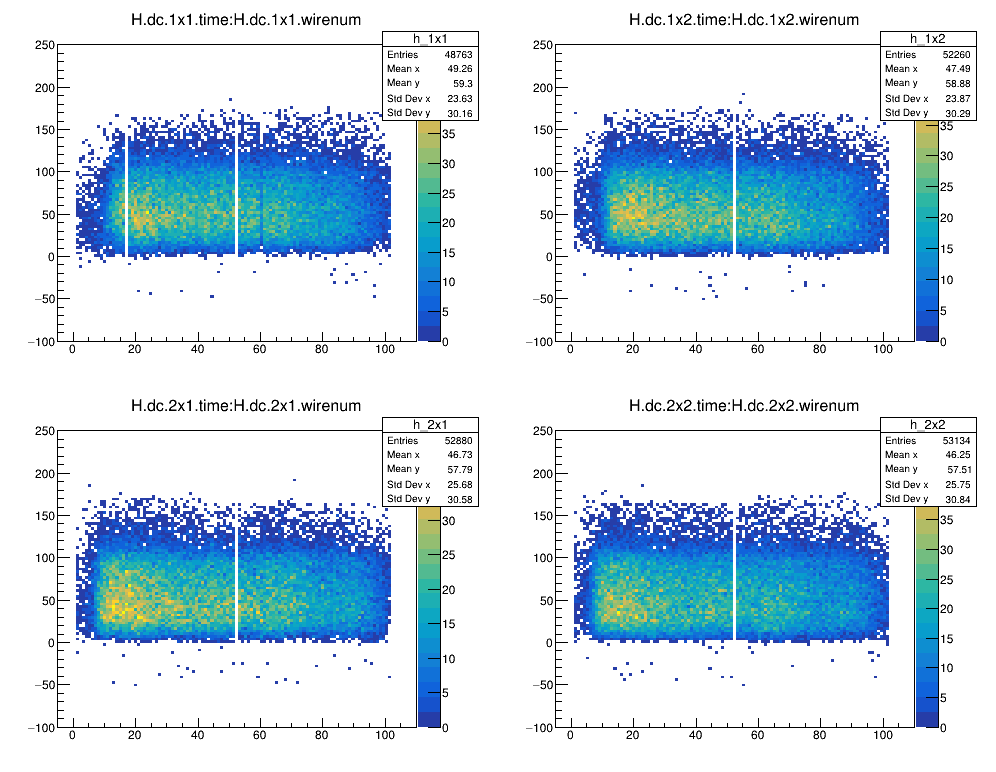 H.dc.1x1.time:H.dc.1x1.wirenum
h_1x1
Entries 48763
Mean x 49.26
Mean y 59.3
Std Dev x 23.63
Std Dev y 30.16
250
200
150
100
50
0
−50
−100
0 20 40 60 80 100
35
30
25
20
15
10
5
0
H.dc.1x2.time:H.dc.1x2.wirenum
h_1x2
Entries 52260
Mean x 47.49
Mean y 58.88
Std Dev x 23.87
Std Dev y 30.29
250
200
150
100
50
0
−50
−100
0 20 40 60 80 100
35
30
25
20
15
10
5
0
H.dc.2x1.time:H.dc.2x1.wirenum
h_2x1
Entries 52880
Mean x 46.73
Mean y 57.79
Std Dev x 25.68
Std Dev y 30.58
250
200
150
100
50
0
−50
−100
0 20 40 60 80 100
30
25
20
15
10
5
0
H.dc.2x2.time:H.dc.2x2.wirenum
h_2x2
Entries 53134
Mean x 46.25
Mean y 57.51
Std Dev x 25.75
Std Dev y 30.84
250
200
150
100
50
0
−50
−100
0 20 40 60 80 100
35
30
25
20
15
10
5
0